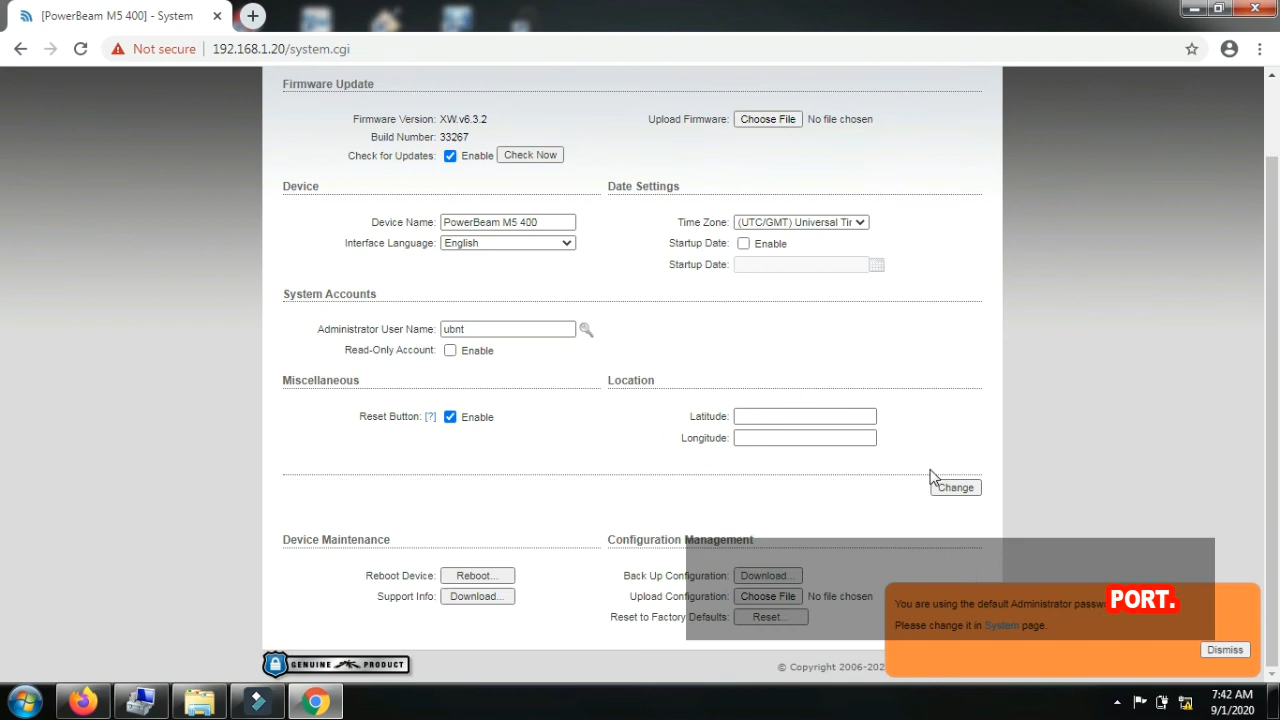 [PowerBeam M5 400] - System
Not secure
192.168.1.20/system.cgi
Firmware Update
Firmware Version: XW.v6.3.2
Upload Firmware: Choose File No file chosen
Build Number: 33267
Check for Updates: Enable Check Now
Device
Date Settings
Device Name: PowerBeam M5 400
Time Zone: (UTC/GMT) Universal Tir
Interface Language: English
Startup Date: Enable
Startup Date:
System Accounts
Administrator User Name: ubnt
Read-Only Account: Enable
Miscellaneous
Location
Reset Button: [?] Enable
Latitude:
Longitude:
Change
Device Maintenance
Configuration Management
Reboot Device: Reboot...
Back Up Configuration: Download...
Support Info: Download...
Upload Configuration: Choose File No file chosen
Reset to Factory Defaults: Reset...
You are using the default Administrator
PORT.
Please change it in System page.
Dismiss
GENUINE PRODUCT
© Copyright 2006-202
7:42 AM
9/1/2020